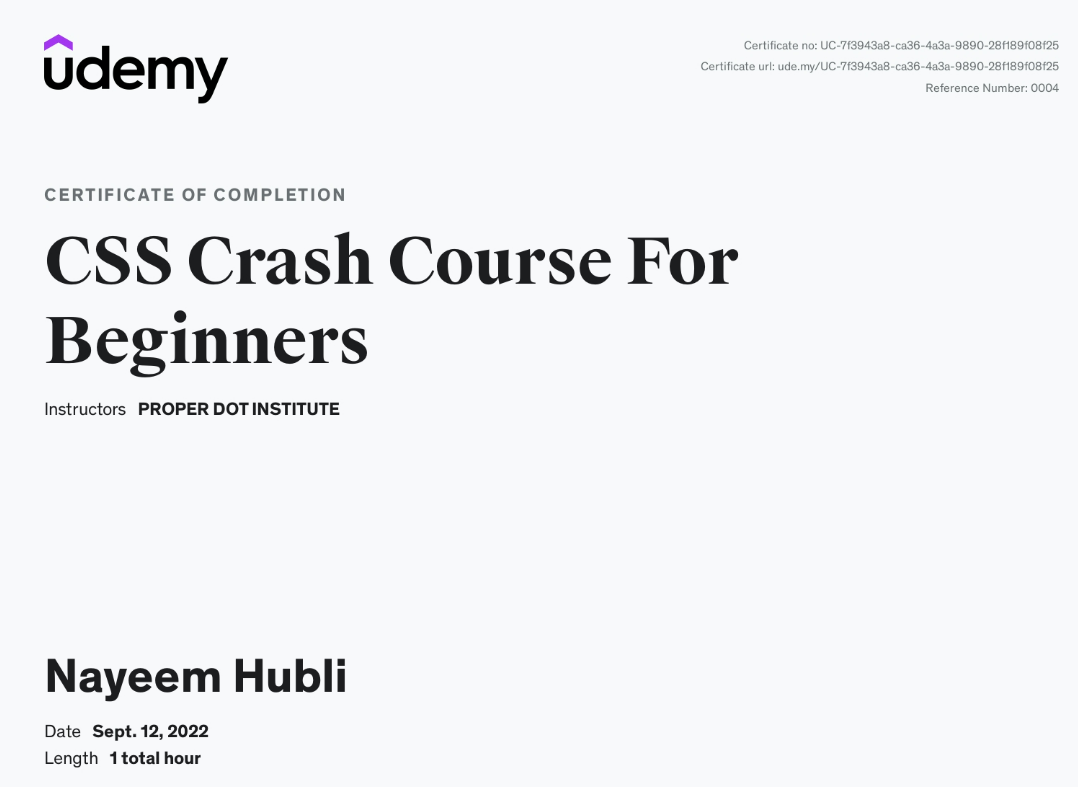 udemy
Certificate no: UC-7f3943a8-ca36-4a3a-9890-28f189f08f25
Certificate url: ude.my/UC-7f3943a8-ca36-4a3a-9890-28f189f08f25
Reference Number: 0004
CERTIFICATE OF COMPLETION
CSS Crash Course For
Beginners
Instructors PROPER DOT INSTITUTE
Nayeem Hubli
Date Sept. 12, 2022
Length 1 total hour